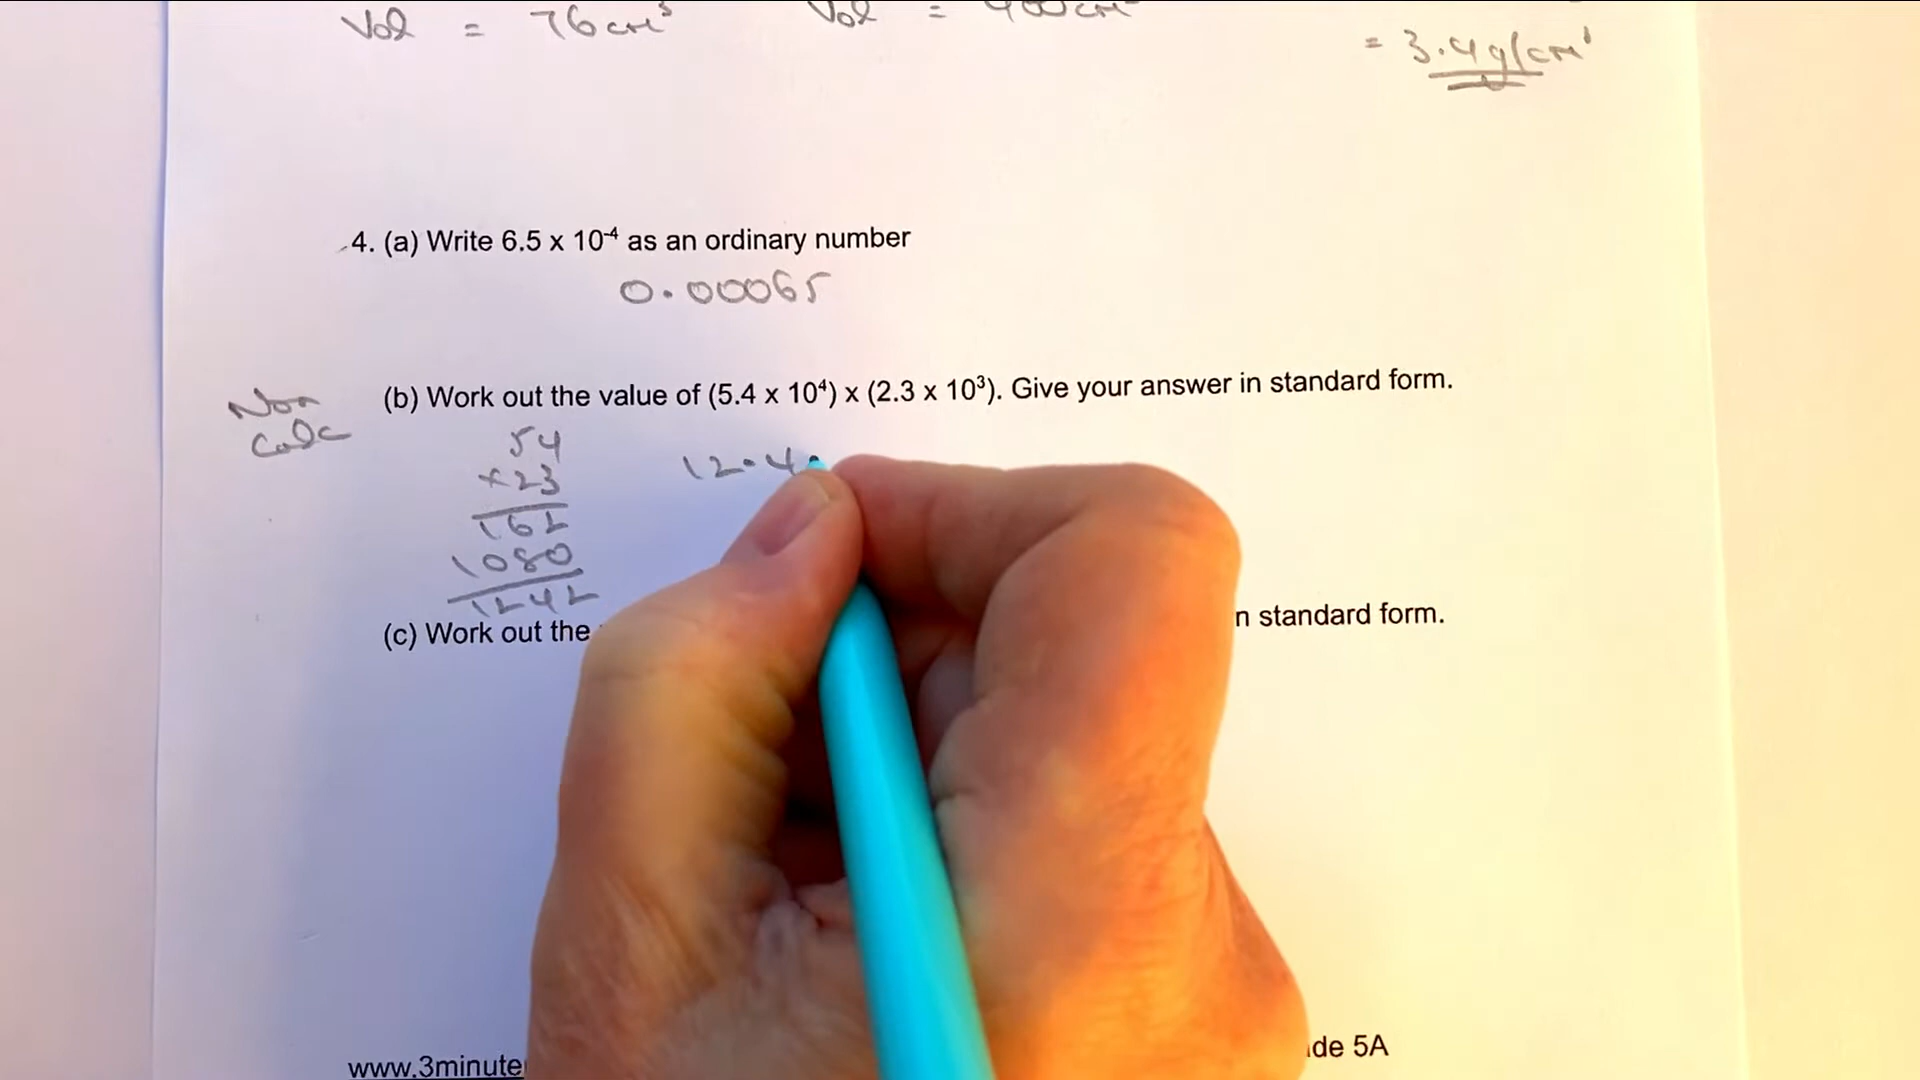 Vol = 76cm³ Vol = 400cm
= 3.4g/cm³
4. (a) Write 6.5 x 10⁻⁴ as an ordinary number
0.00065
(b) Work out the value of (5.4 x 10⁴) x (2.3 x 10³). Give your answer in standard form.
Non
Calc
54
x23
162
1080
1242
12.4
(c) Work out the
n standard form.
www.3minute
de 5A